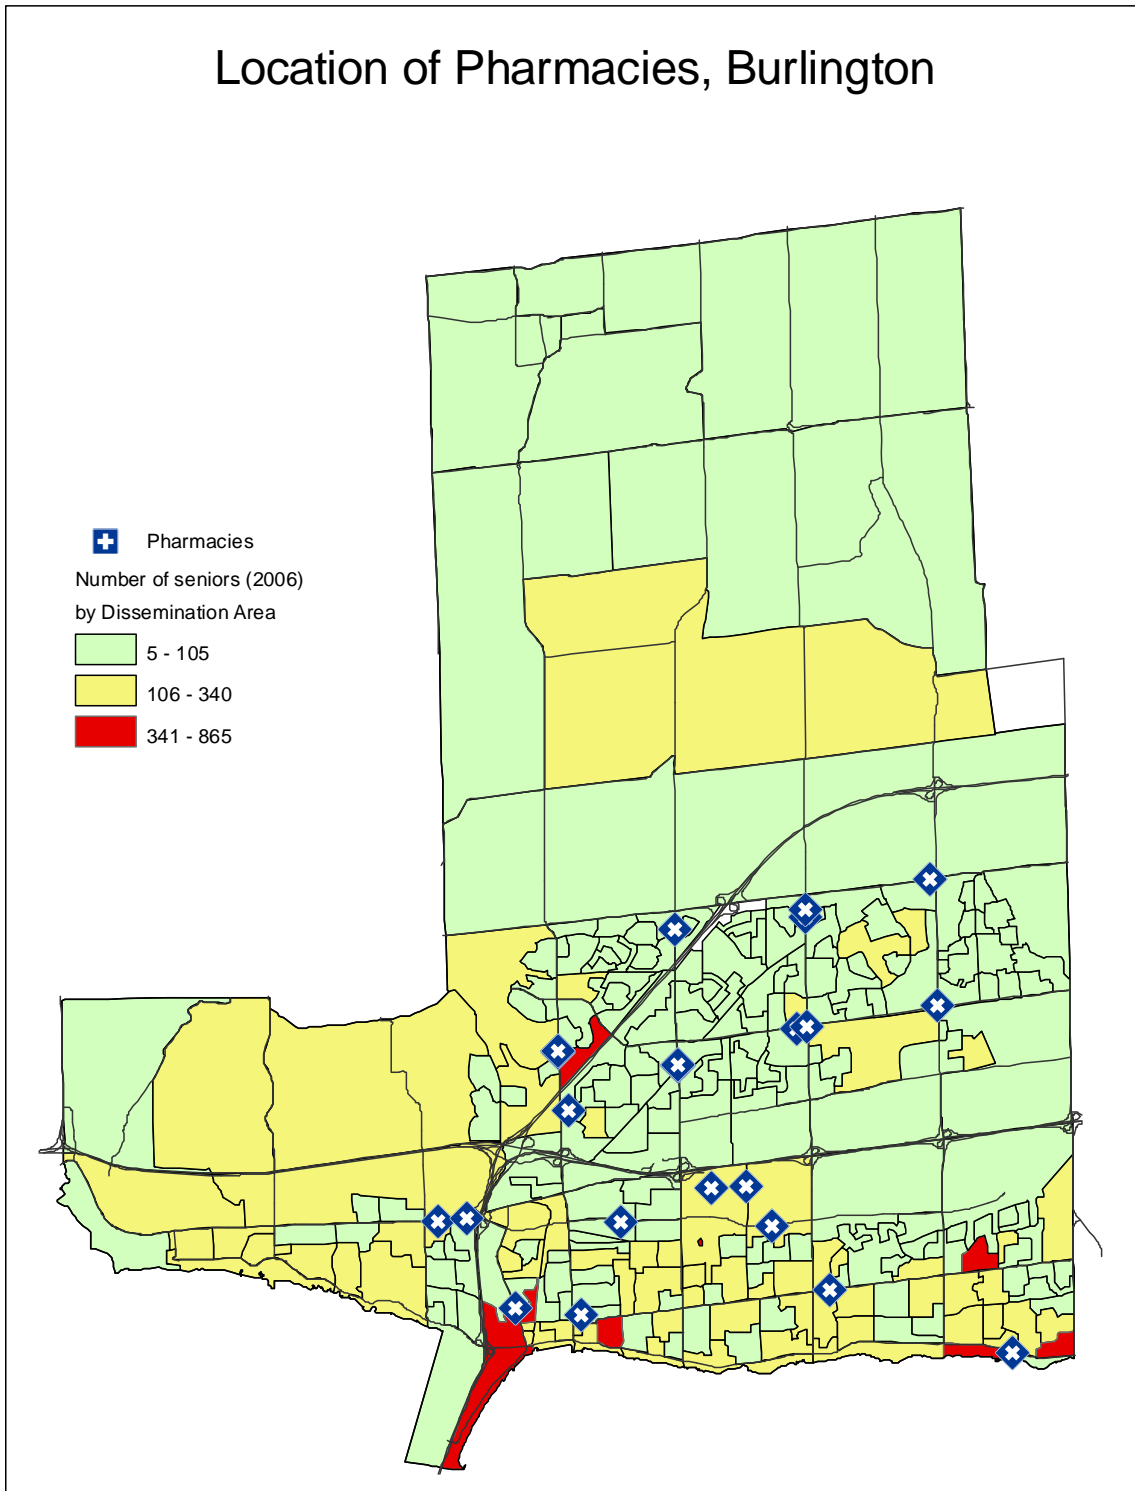 Location of Pharmacies, Burlington
Pharmacies
Number of seniors (2006)
by Dissemination Area
5 - 105
106 - 340
341 - 865